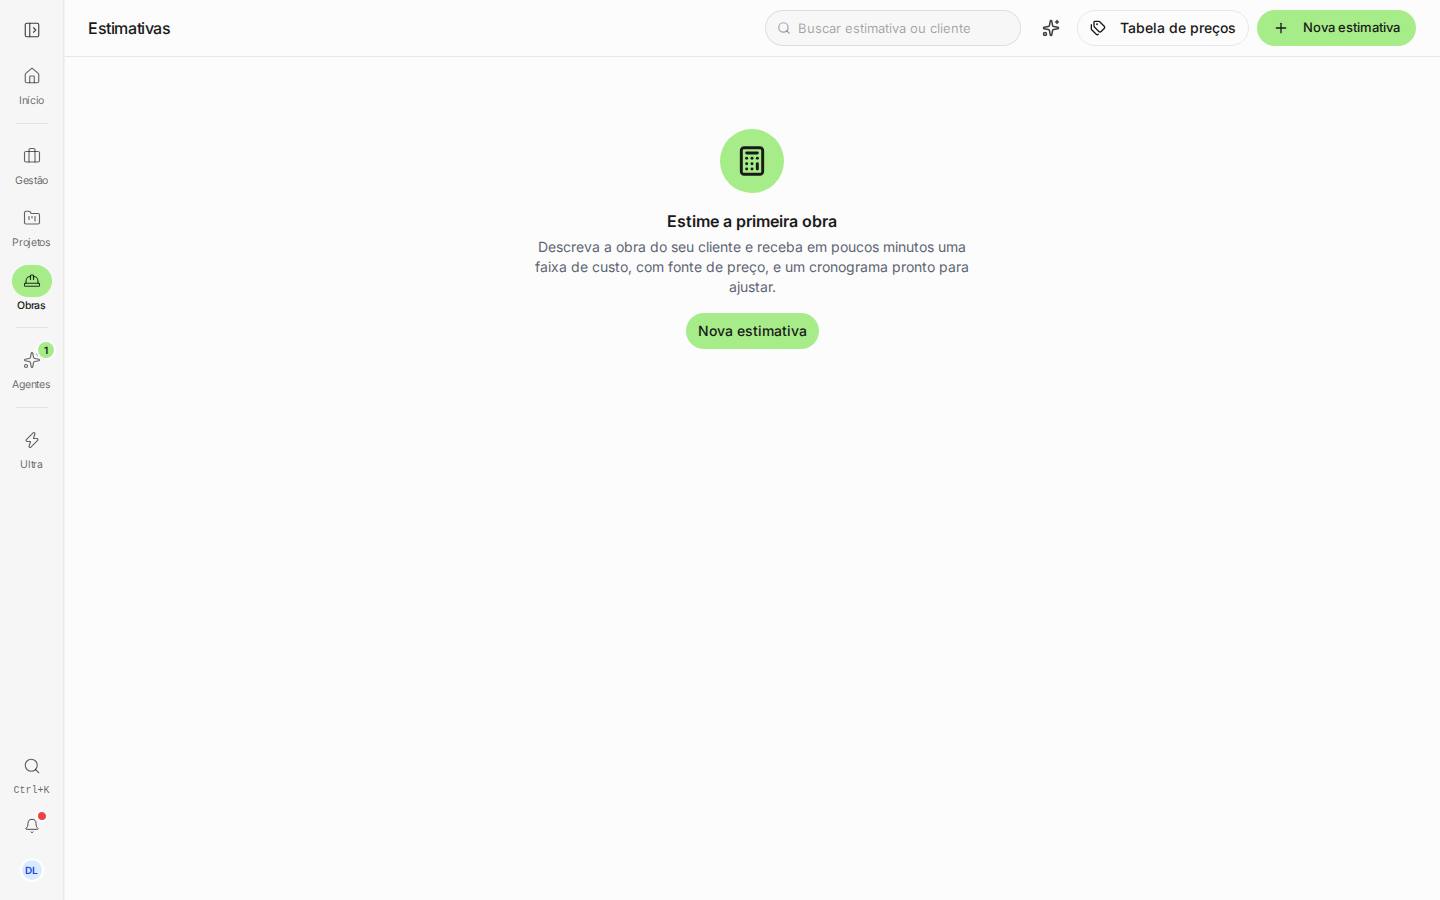 Estimativas
Buscar estimativa ou cliente
Tabela de preços
Nova estimativa
Início
Gestão
Projetos
Obras
1
Agentes
Ultra
Ctrl+K
DL
Estime a primeira obra
Descreva a obra do seu cliente e receba em poucos minutos uma
faixa de custo, com fonte de preço, e um cronograma pronto para
ajustar.
Nova estimativa